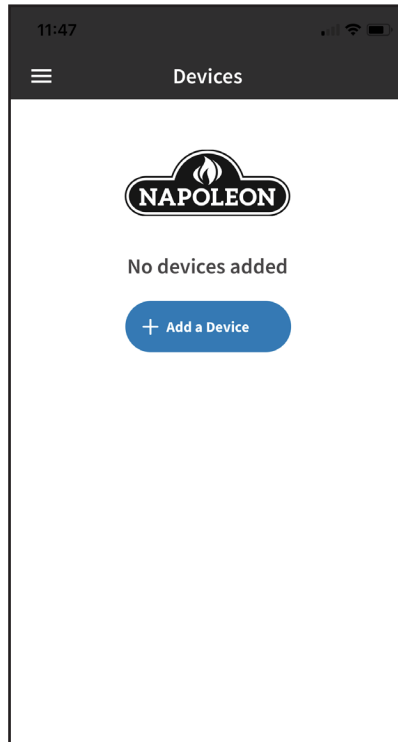 11:47
Devices
NAPOLEON
No devices added
+ Add a Device